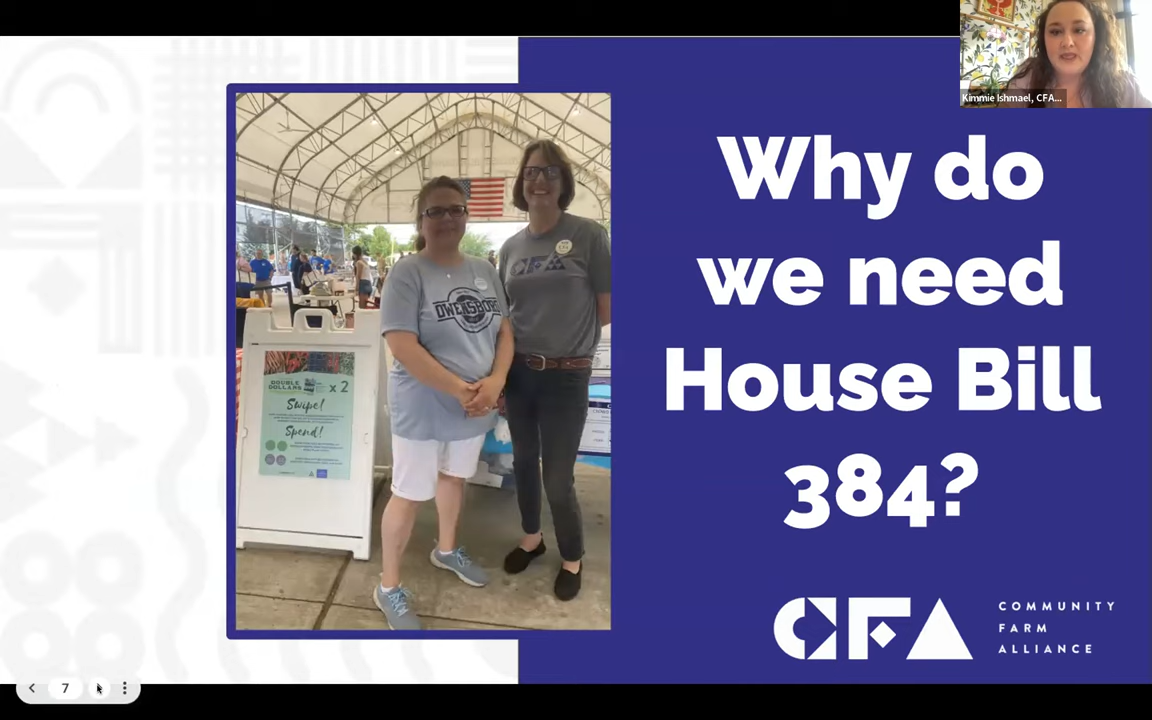 Kimmie Ishmael, CFA...
Why do
we need
House Bill
384?
CFA
COMMUNITY
FARM
ALLIANCE
OWENSBORO
CFA
DOUBLE
DOLLARS
x 2
Swipe!
Spend!
7